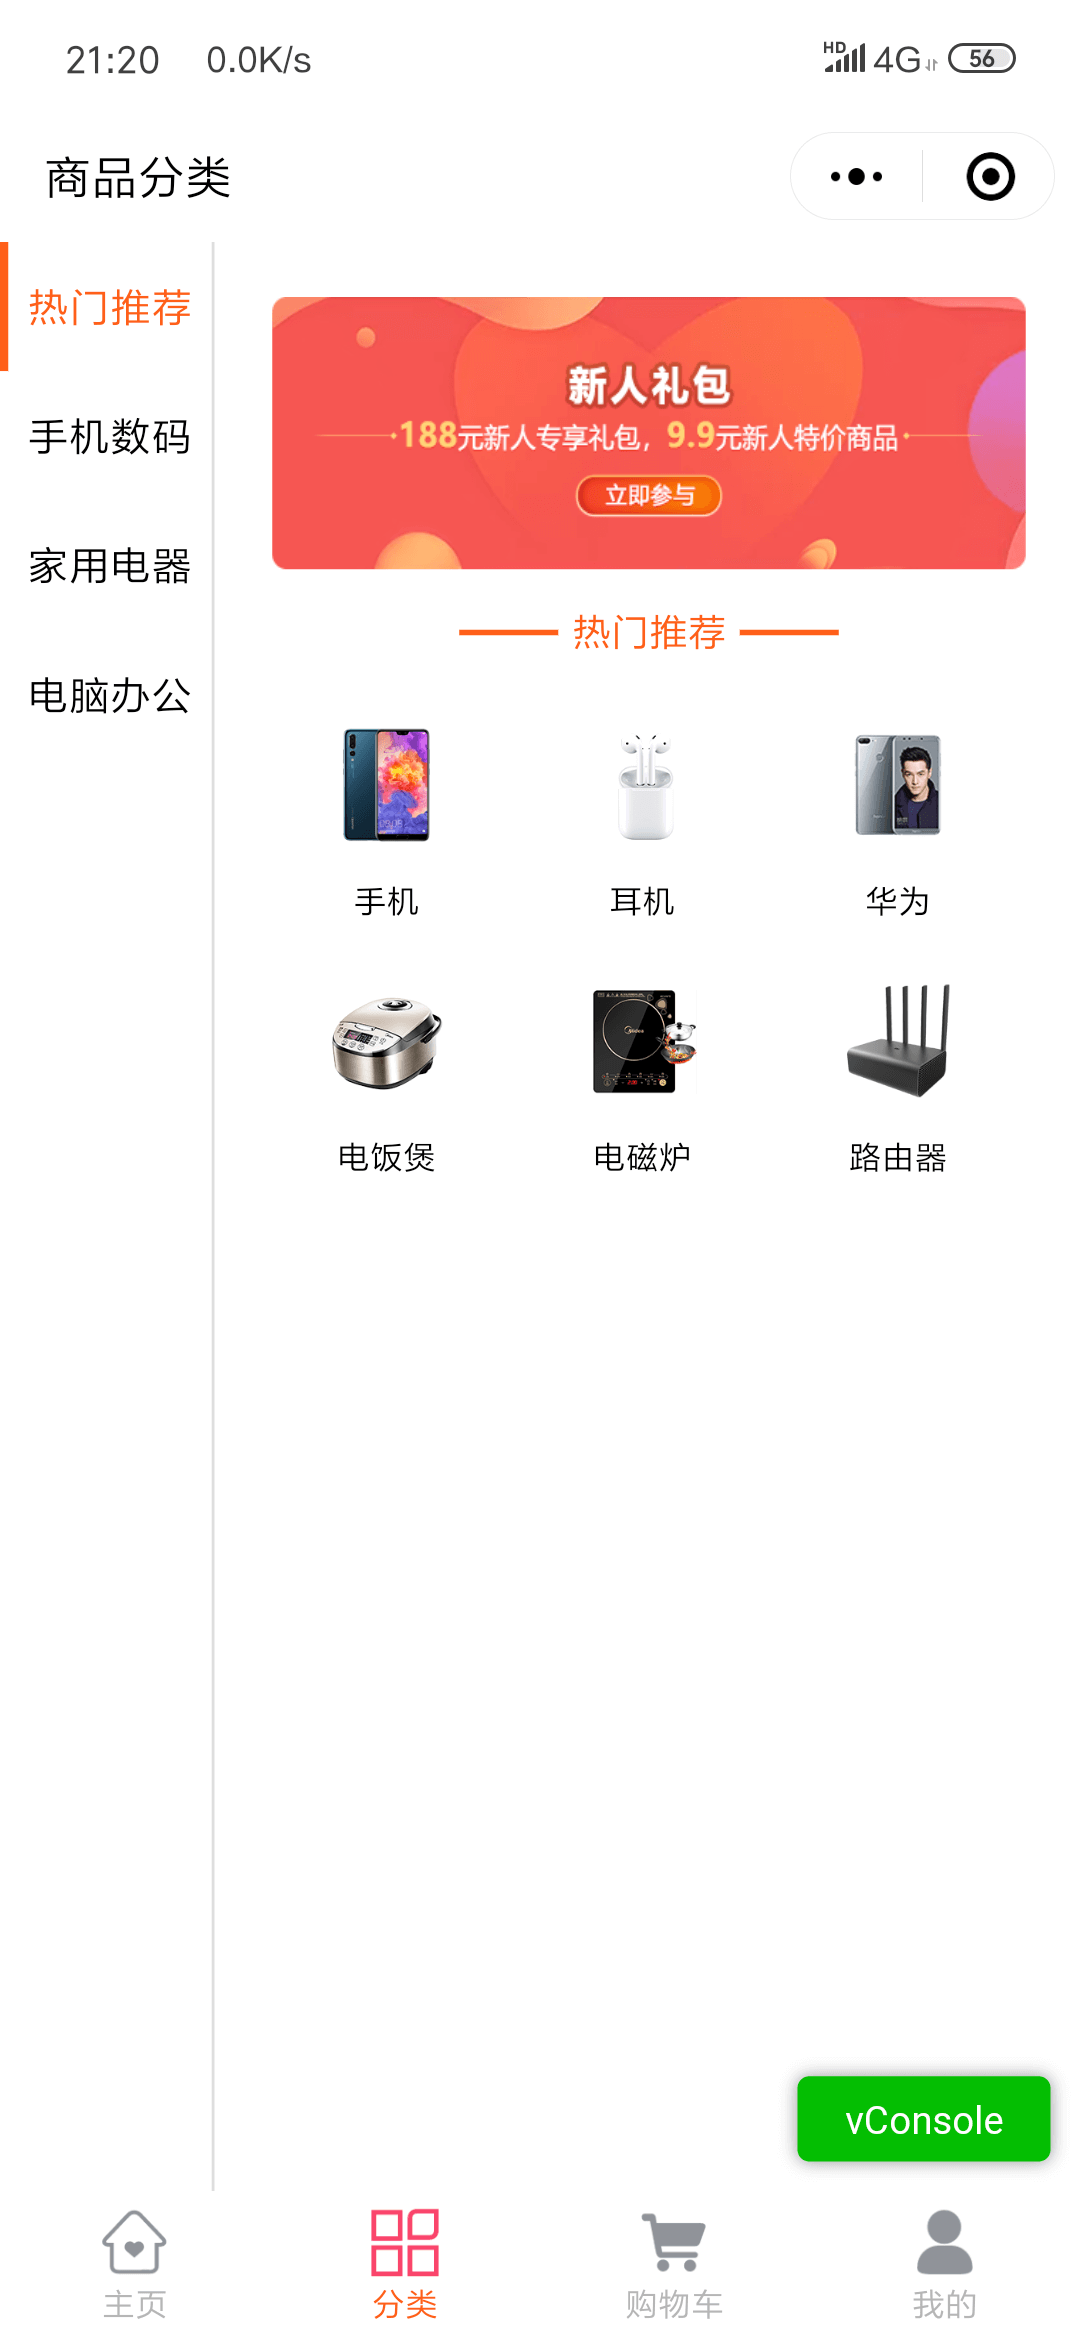 21:20 0.0K/s HD 4G 56
商品分类
热门推荐
手机数码
家用电器
电脑办公
新人礼包
188元新人专享礼包，9.9元新人特价商品
立即参与
热门推荐
手机 耳机 华为
电饭煲 电磁炉 路由器
vConsole
主页 分类 购物车 我的